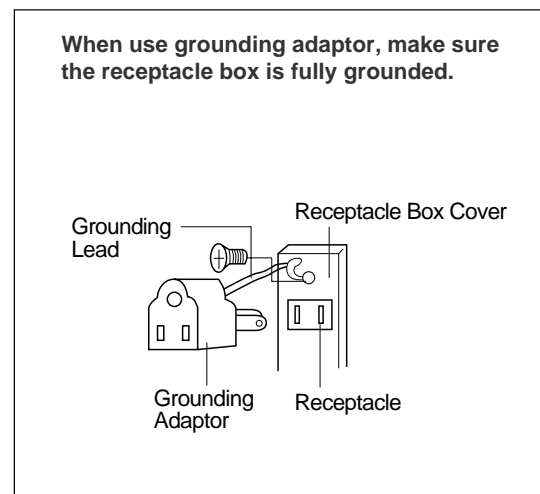 When use grounding adaptor, make sure
the receptacle box is fully grounded.
Grounding
Lead
Receptacle Box Cover
Grounding
Adaptor
Receptacle